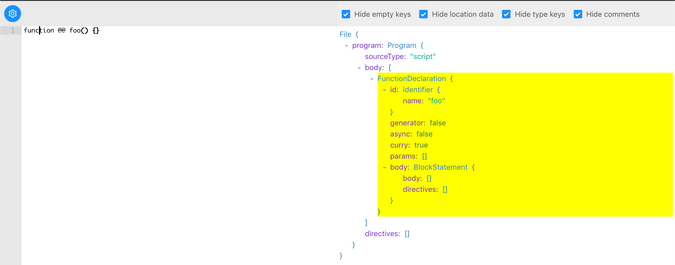 Hide empty keys Hide location data Hide type keys Hide comments
1 function @@ foo() {}
File {
- program: Program {
sourceType: "script"
- body: [
- FunctionDeclaration {
- id: Identifier {
name: "foo"
}
generator: false
async: false
curry: true
params: []
- body: BlockStatement {
body: []
directives: []
}
}
]
directives: []
}
}